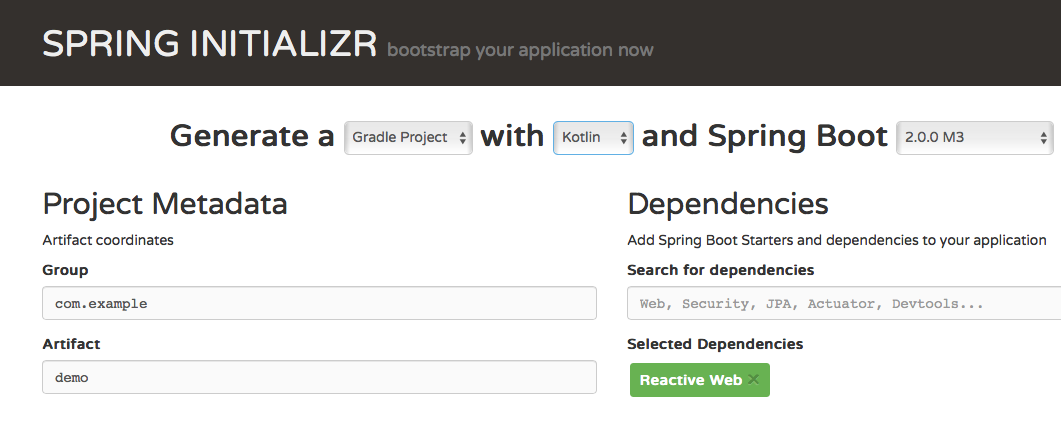 SPRING INITIALIZR bootstrap your application now
Generate a Gradle Project with Kotlin and Spring Boot 2.0.0 M3
Project Metadata
Artifact coordinates
Group
com.example
Artifact
demo
Dependencies
Add Spring Boot Starters and dependencies to your application
Search for dependencies
Web, Security, JPA, Actuator, Devtools...
Selected Dependencies
Reactive Web ×